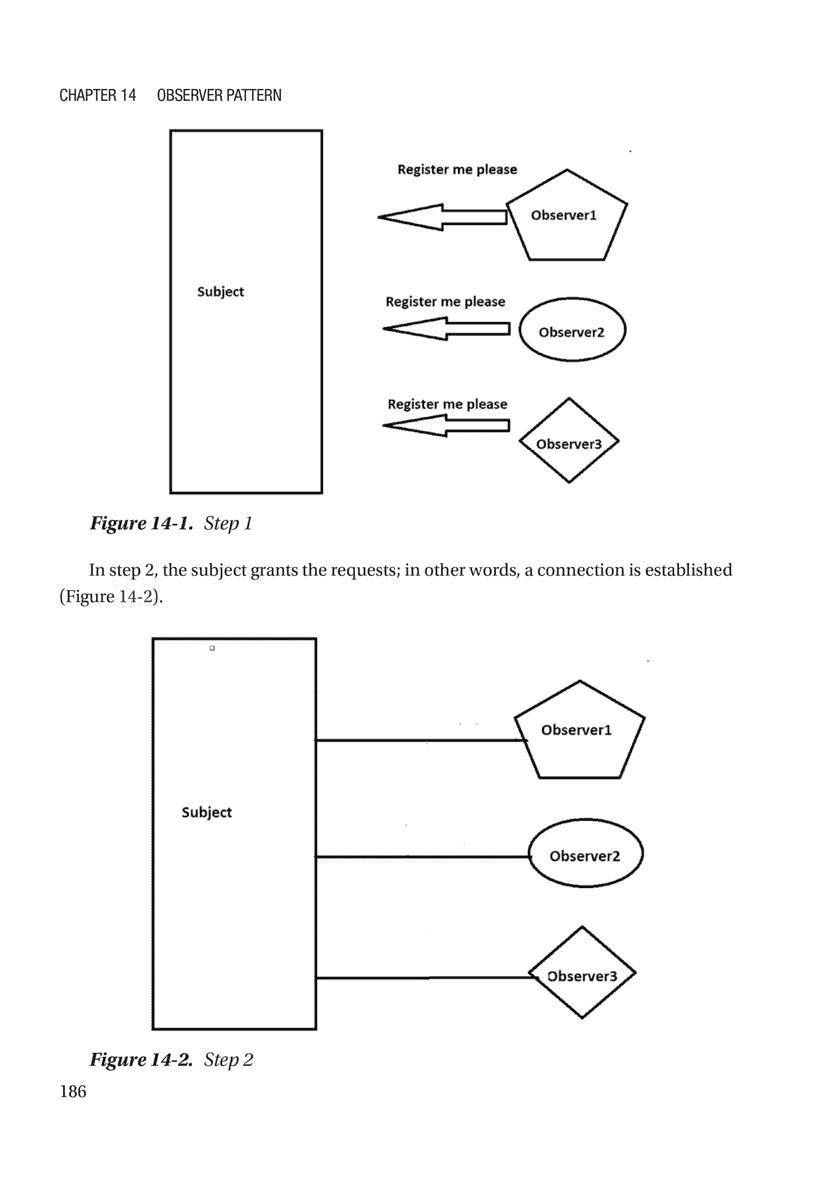 CHAPTER 14 OBSERVER PATTERN
Register me please
Observer1
Subject
Register me please
Observer2
Register me please
Observer3
Figure 14-1. Step 1
In step 2, the subject grants the requests; in other words, a connection is established
(Figure 14-2).
Observer1
Subject
Observer2
Observer3
Figure 14-2. Step 2
186